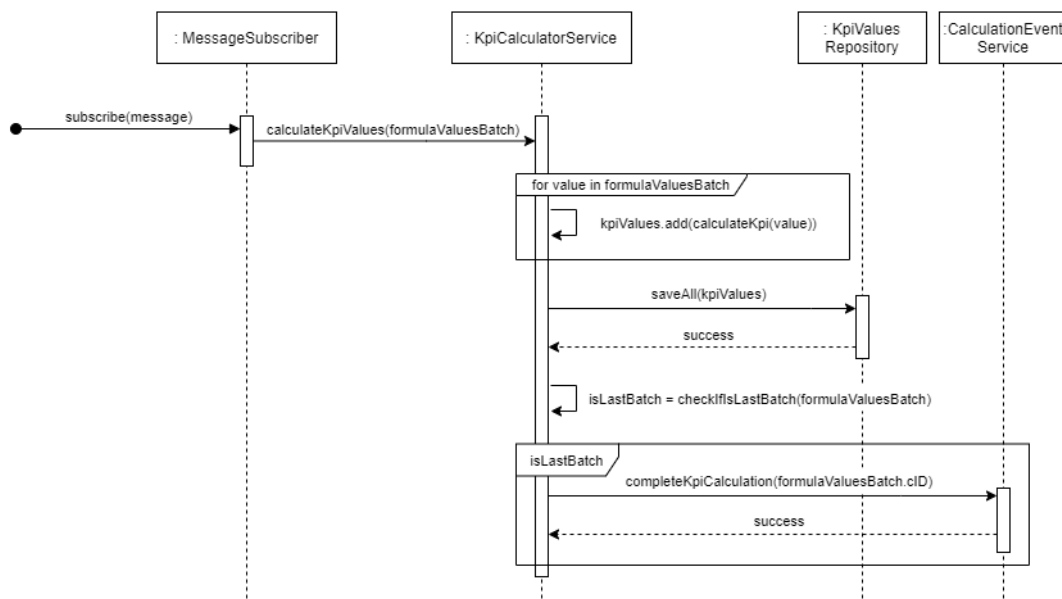 : MessageSubscriber
: KpiCalculatorService
: KpiValues
Repository
:CalculationEvent
Service
subscribe(message)
calculateKpiValues(formulaValuesBatch)
for value in formulaValuesBatch
kpiValues.add(calculateKpi(value))
saveAll(kpiValues)
success
isLastBatch = checkIfIsLastBatch(formulaValuesBatch)
isLastBatch
completeKpiCalculation(formulaValuesBatch.cID)
success